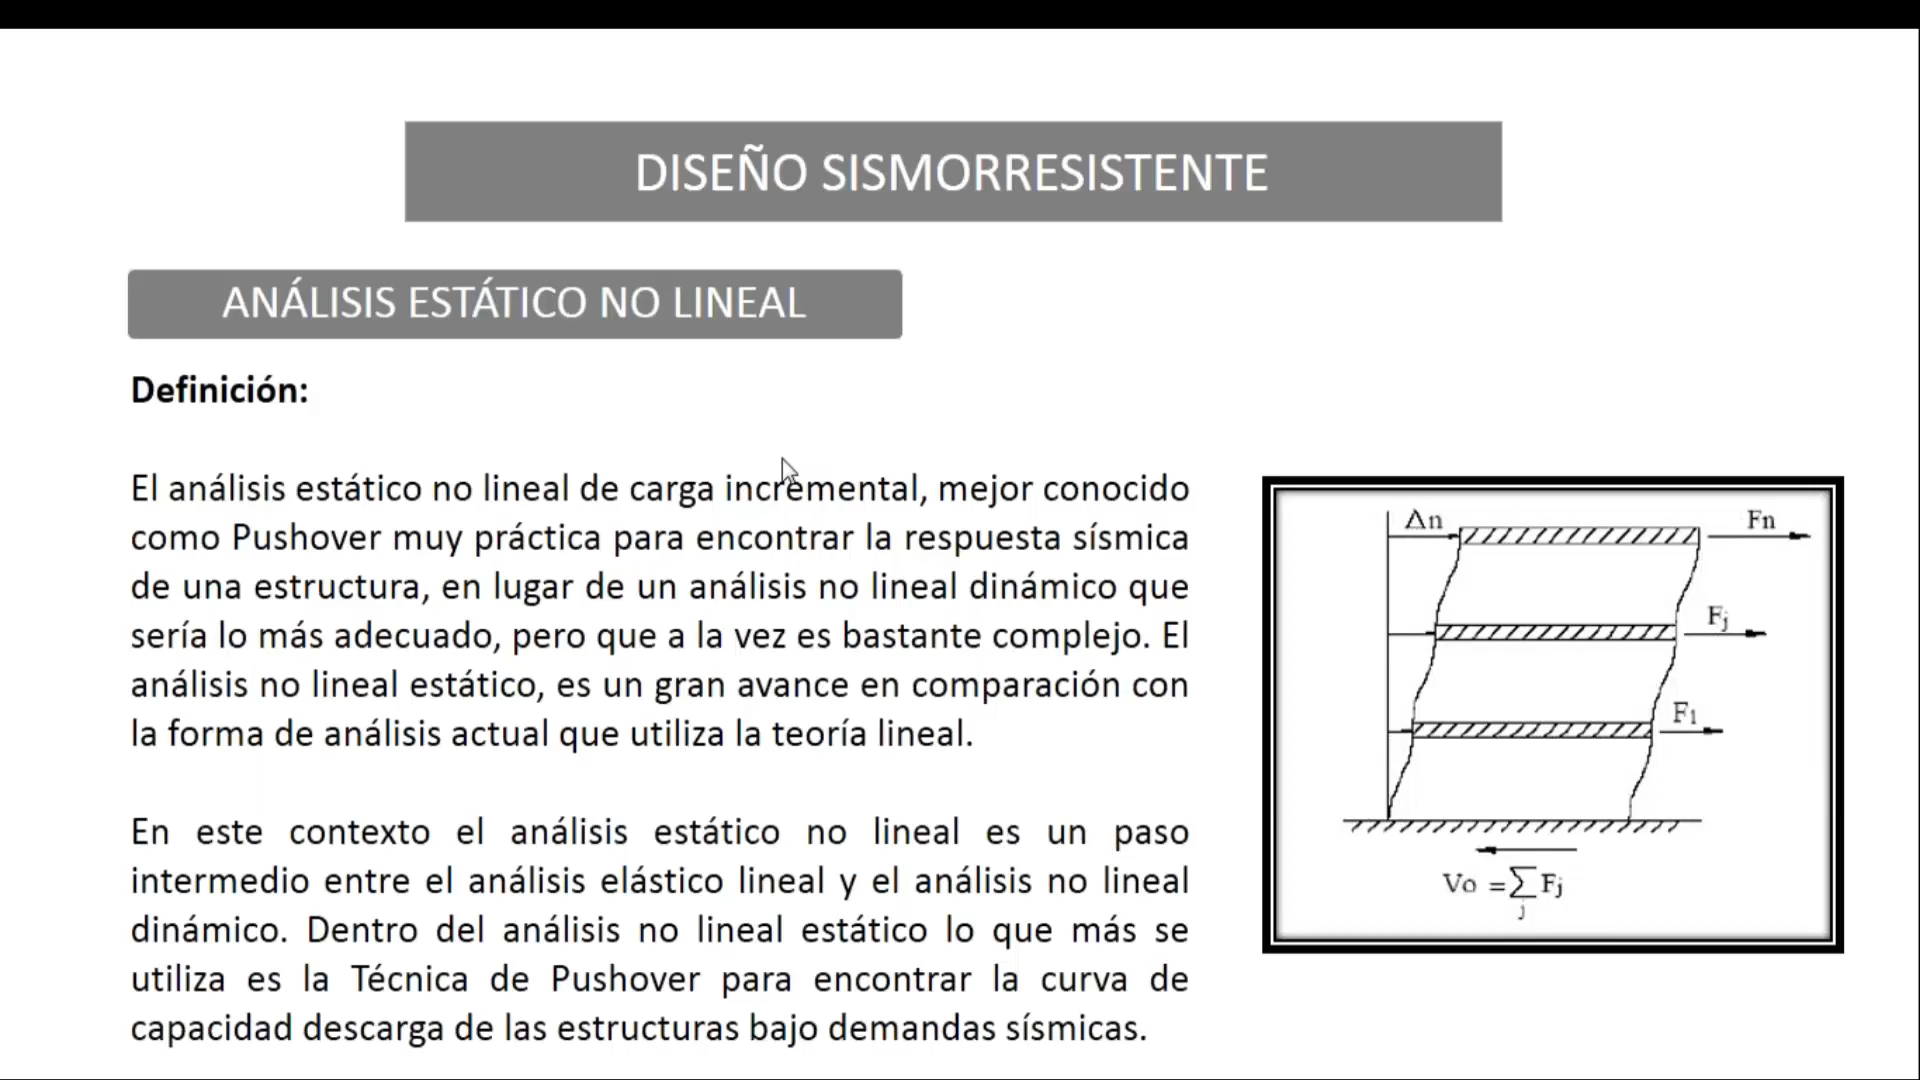 DISEÑO SISMORRESISTENTE
ANÁLISIS ESTÁTICO NO LINEAL
Definición:
El análisis estático no lineal de carga incremental, mejor conocido
como Pushover muy práctica para encontrar la respuesta sísmica
de una estructura, en lugar de un análisis no lineal dinámico que
sería lo más adecuado, pero que a la vez es bastante complejo. El
análisis no lineal estático, es un gran avance en comparación con
la forma de análisis actual que utiliza la teoría lineal.
En este contexto el análisis estático no lineal es un paso
intermedio entre el análisis elástico lineal y el análisis no lineal
dinámico. Dentro del análisis no lineal estático lo que más se
utiliza es la Técnica de Pushover para encontrar la curva de
capacidad descarga de las estructuras bajo demandas sísmicas.
Δn
Fn
Fj
F1
Vo = ∑ Fj
j